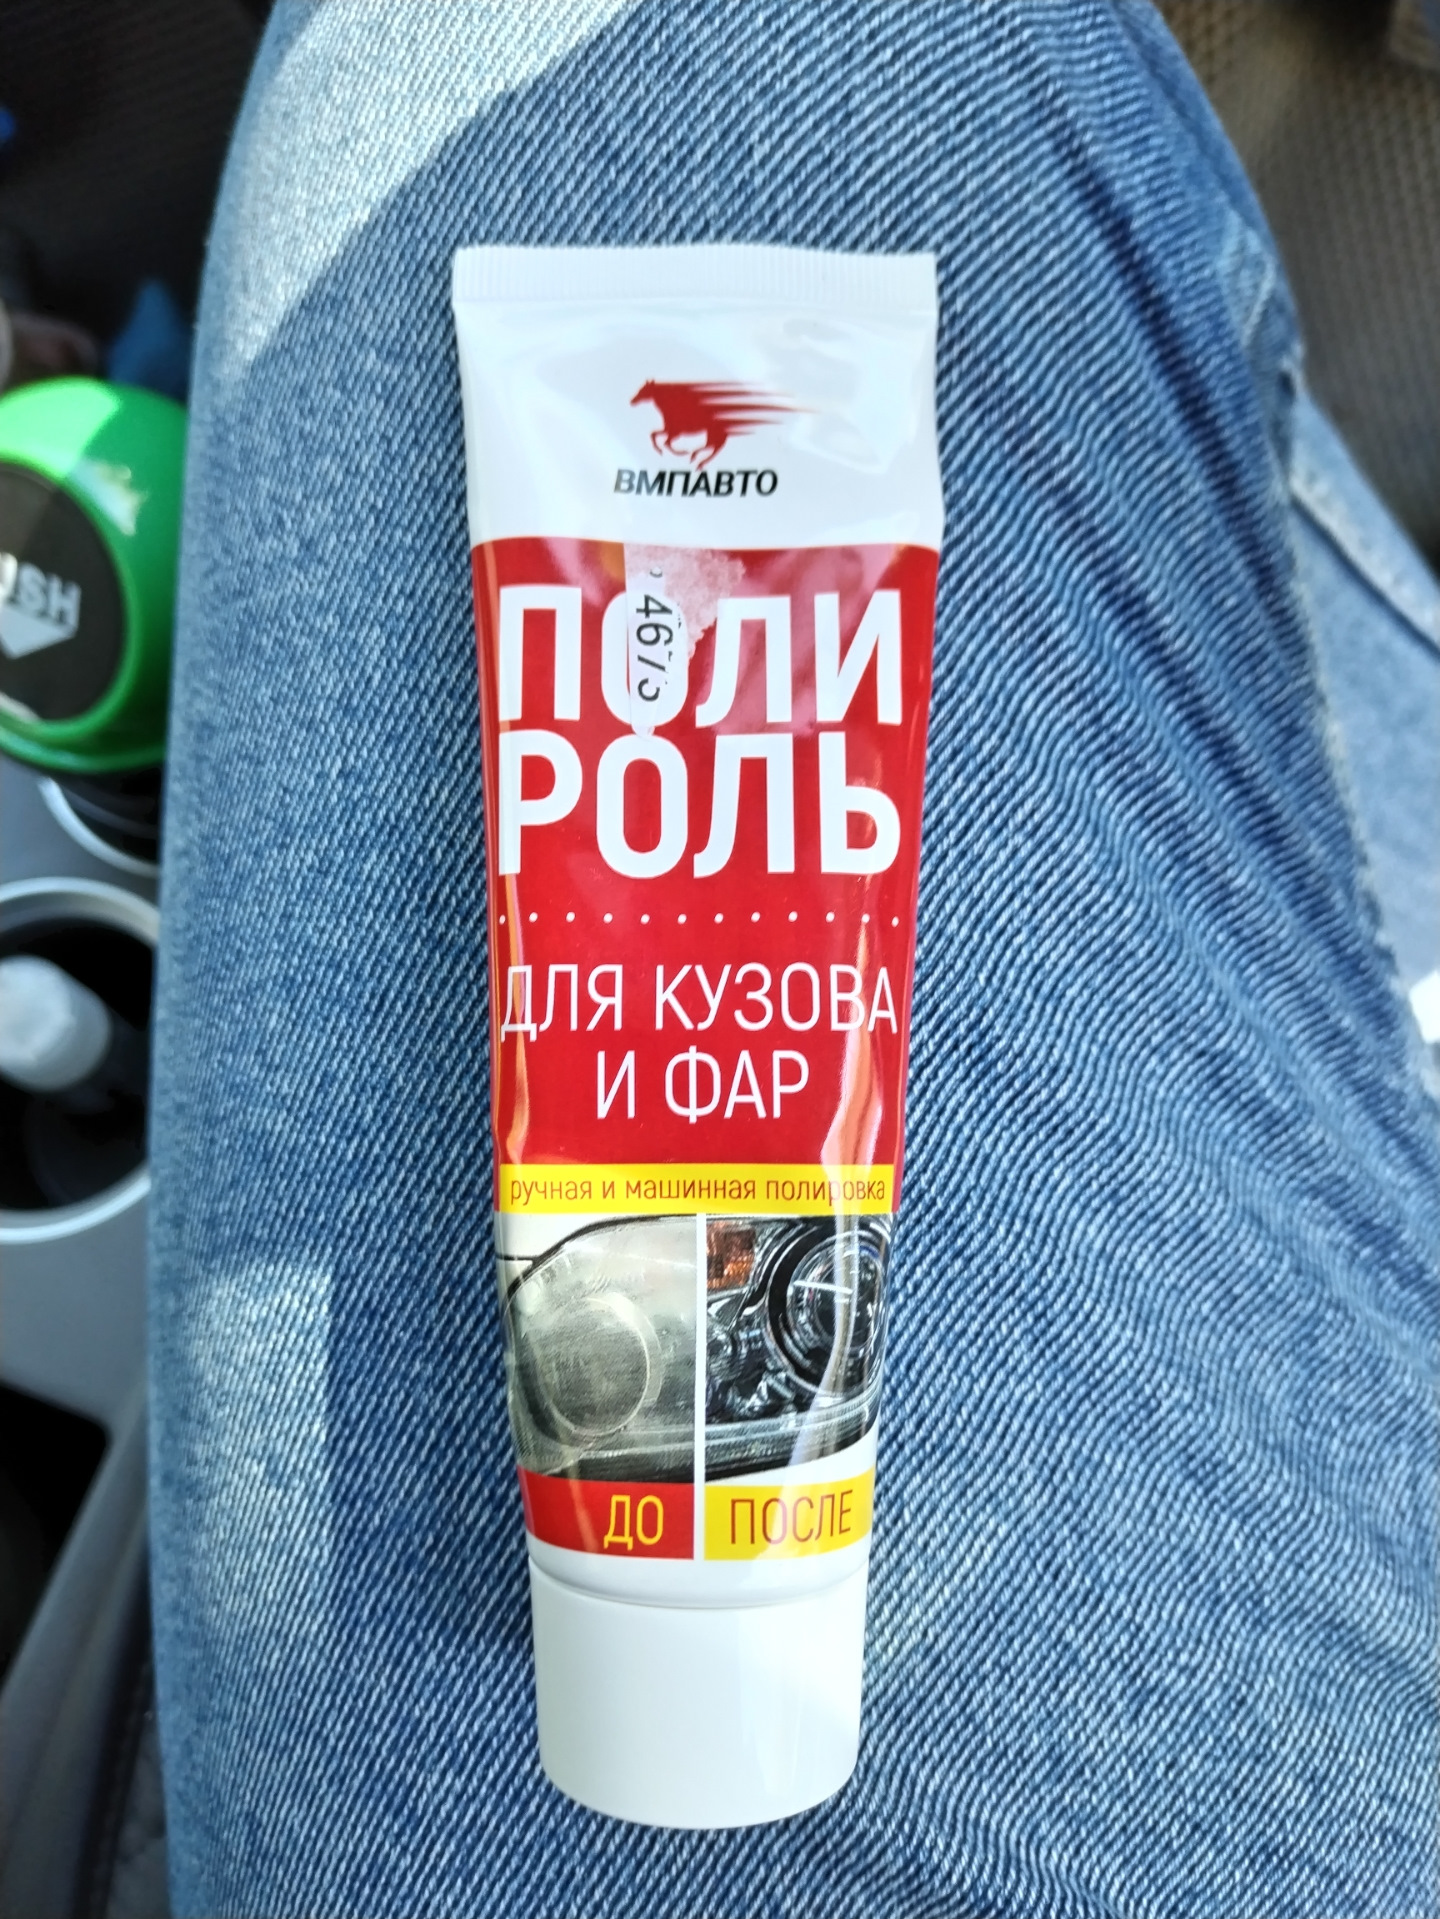 ВМПАВТО
ПОЛИ
РОЛЬ
ДЛЯ КУЗОВА
И ФАР
ручная и машинная полировка
ДО
ПОСЛЕ